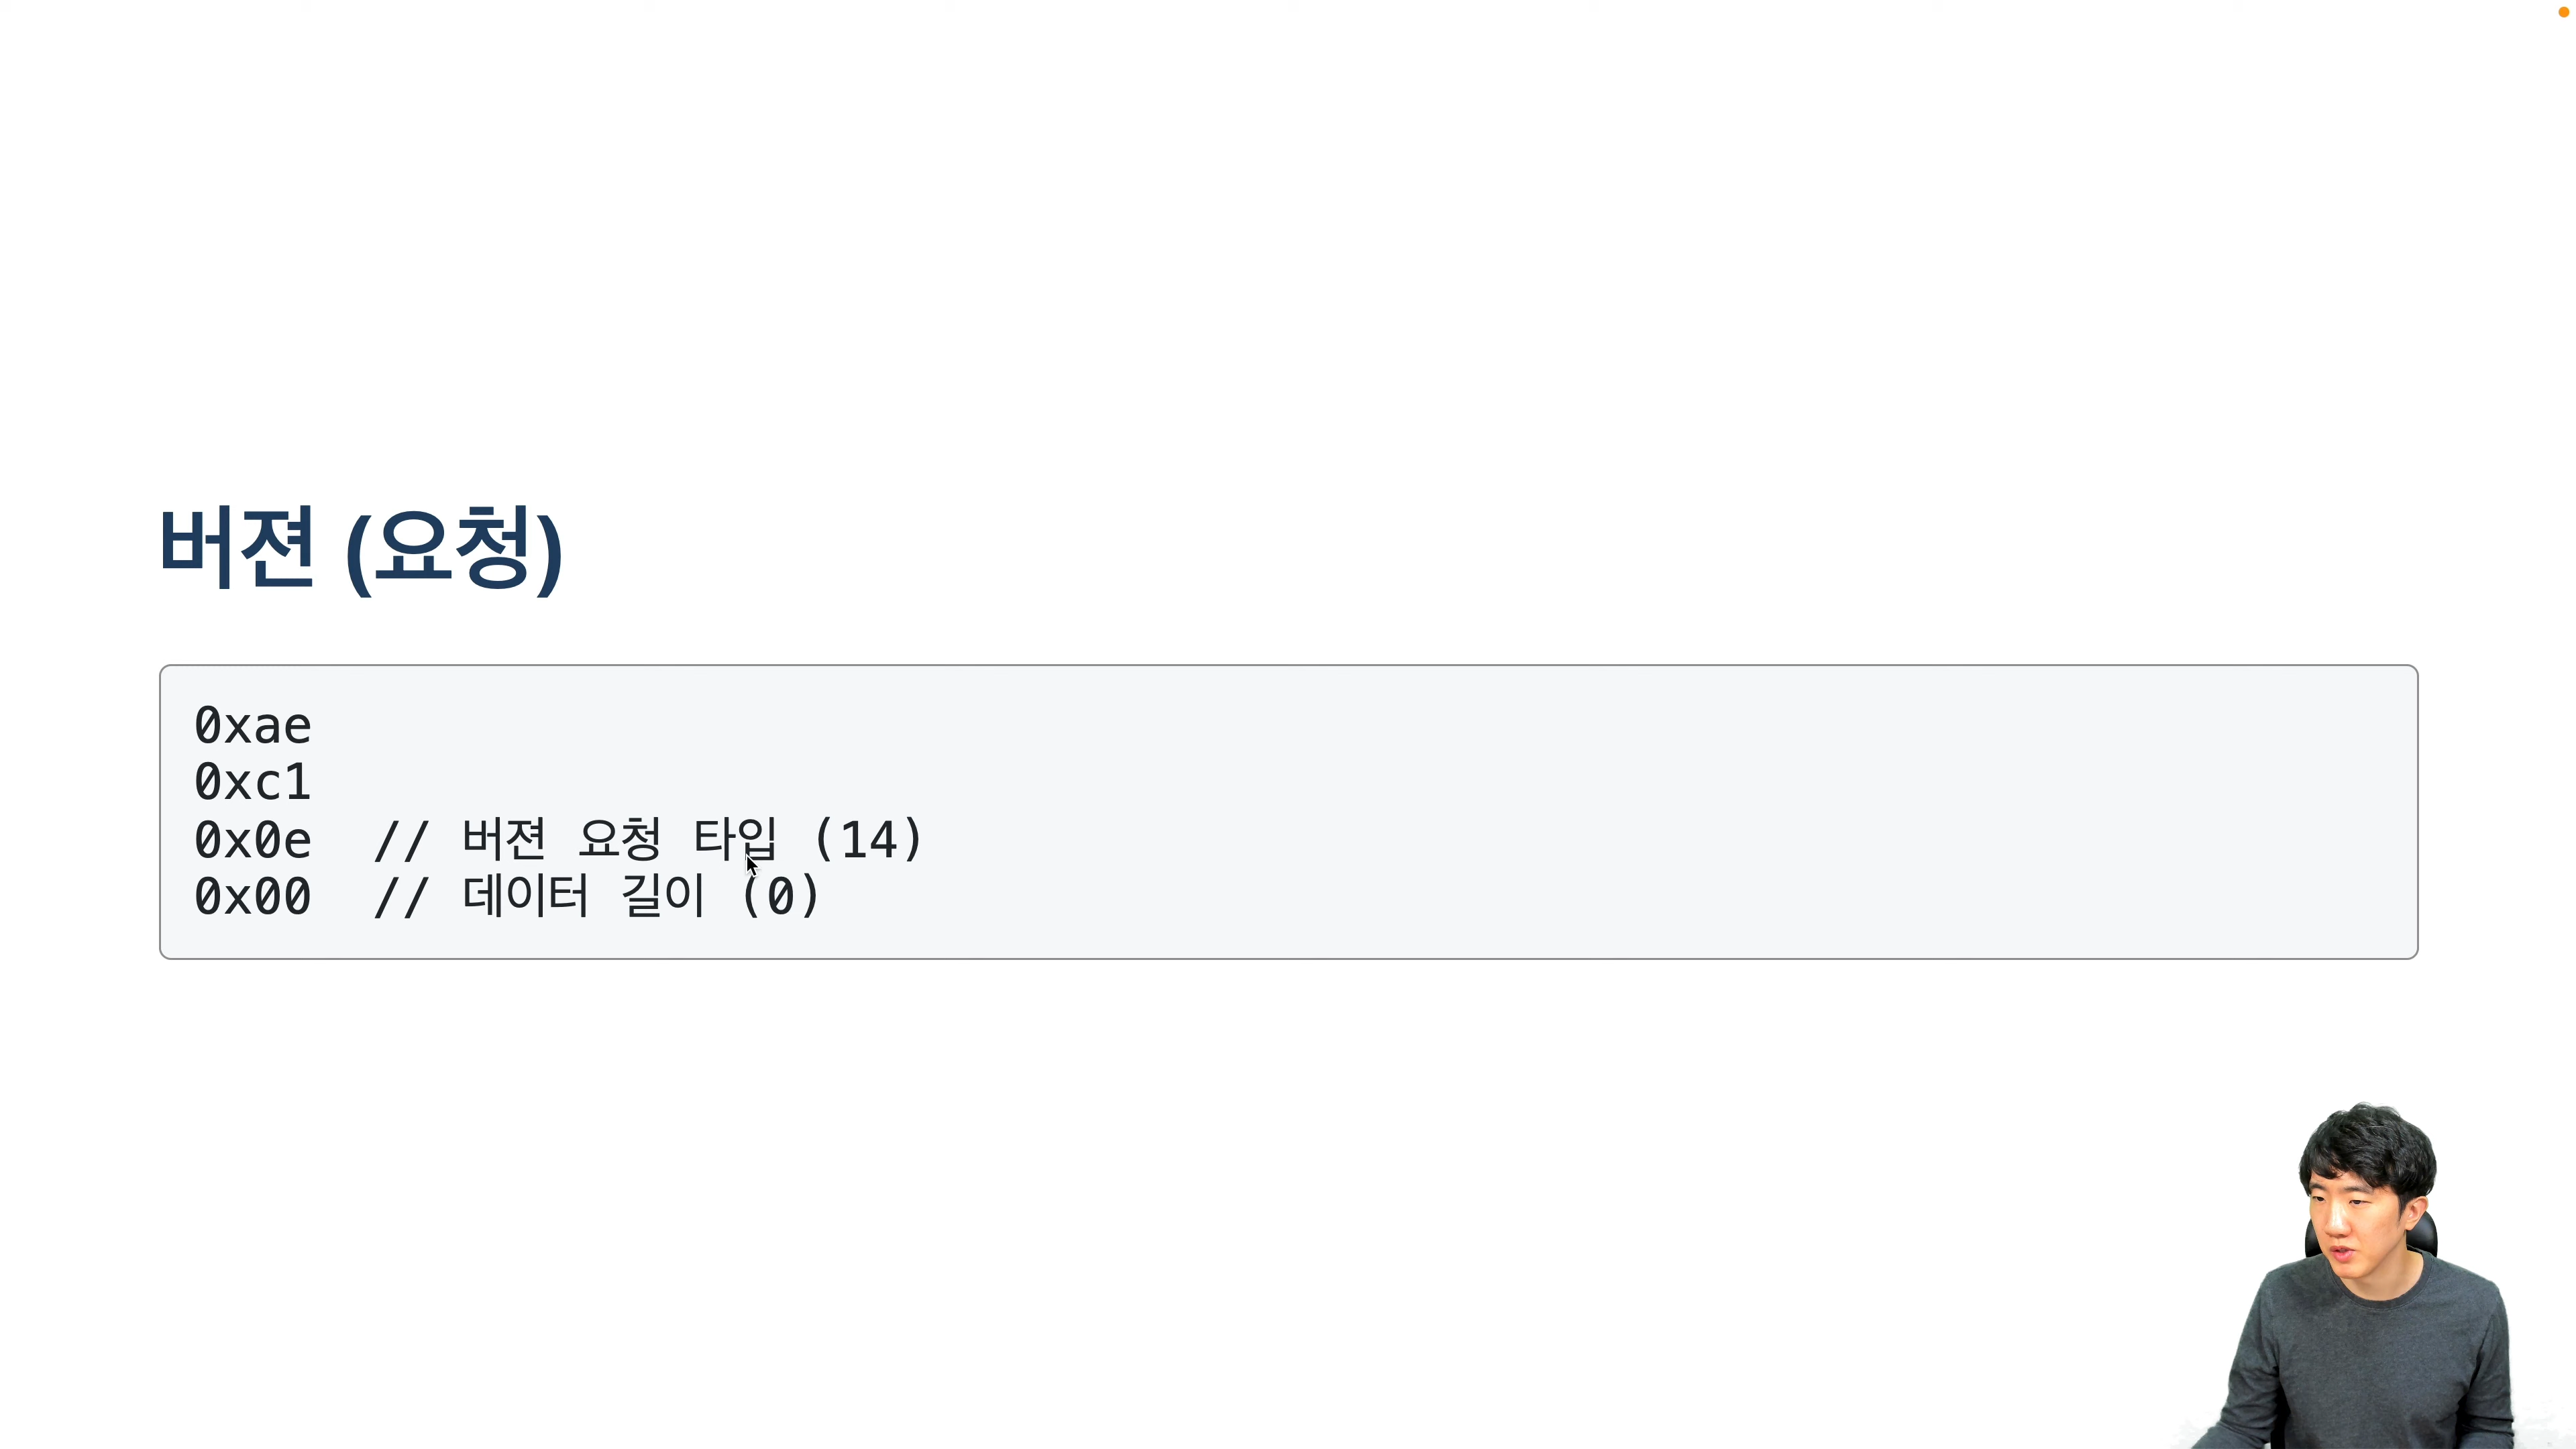 버젼 (요청)
0xae
0xc1
0x0e  // 버젼 요청 타입 (14)
0x00  // 데이터 길이 (0)